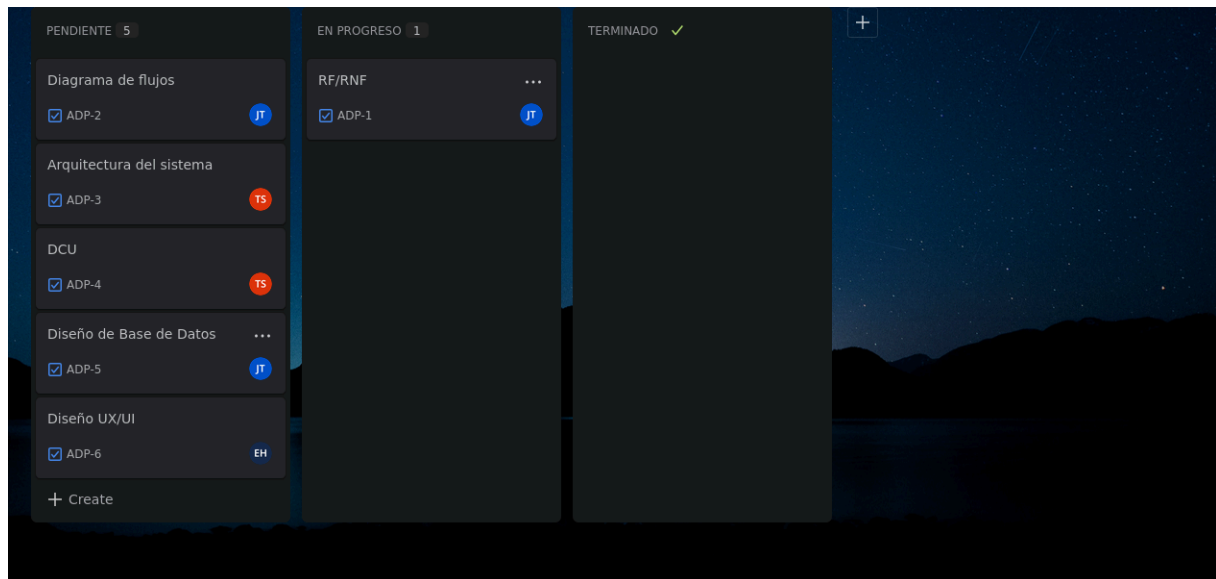 PENDIENTE 5
Diagrama de flujos
ADP-2 JT
Arquitectura del sistema
ADP-3 TS
DCU
ADP-4 TS
Diseño de Base de Datos
ADP-5 JT
Diseño UX/UI
ADP-6 EH
+ Create
EN PROGRESO 1
RF/RNF
ADP-1 JT
TERMINADO